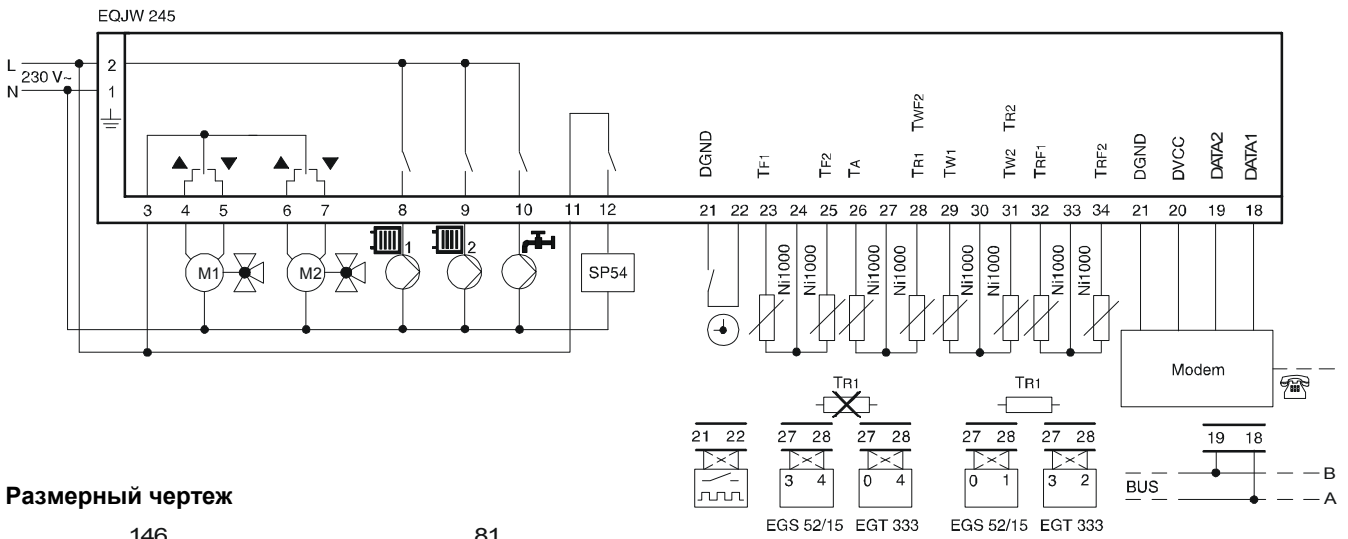 EQJW 245
L
230 V~
N
2
1
DGND
TF1
TF2
TA
TR1
TWF2
TW1
TW2
TR2
TRF1
TRF2
DGND
DVCC
DATA2
DATA1
3 4 5 6 7 8 9 10 11 12 21 22 23 24 25 26 27 28 29 30 31 32 33 34 21 20 19 18
1 2
M1 M2 SP54
Ni1000 Ni1000 Ni1000 Ni1000 Ni1000 Ni1000 Ni1000 Ni1000
Modem
TR1 TR1
21 22 27 28 27 28 27 28 27 28 19 18
3 4 0 4 0 1 3 2
BUS
B
A
EGS 52/15 EGT 333 EGS 52/15 EGT 333
Размерный чертеж
146 81